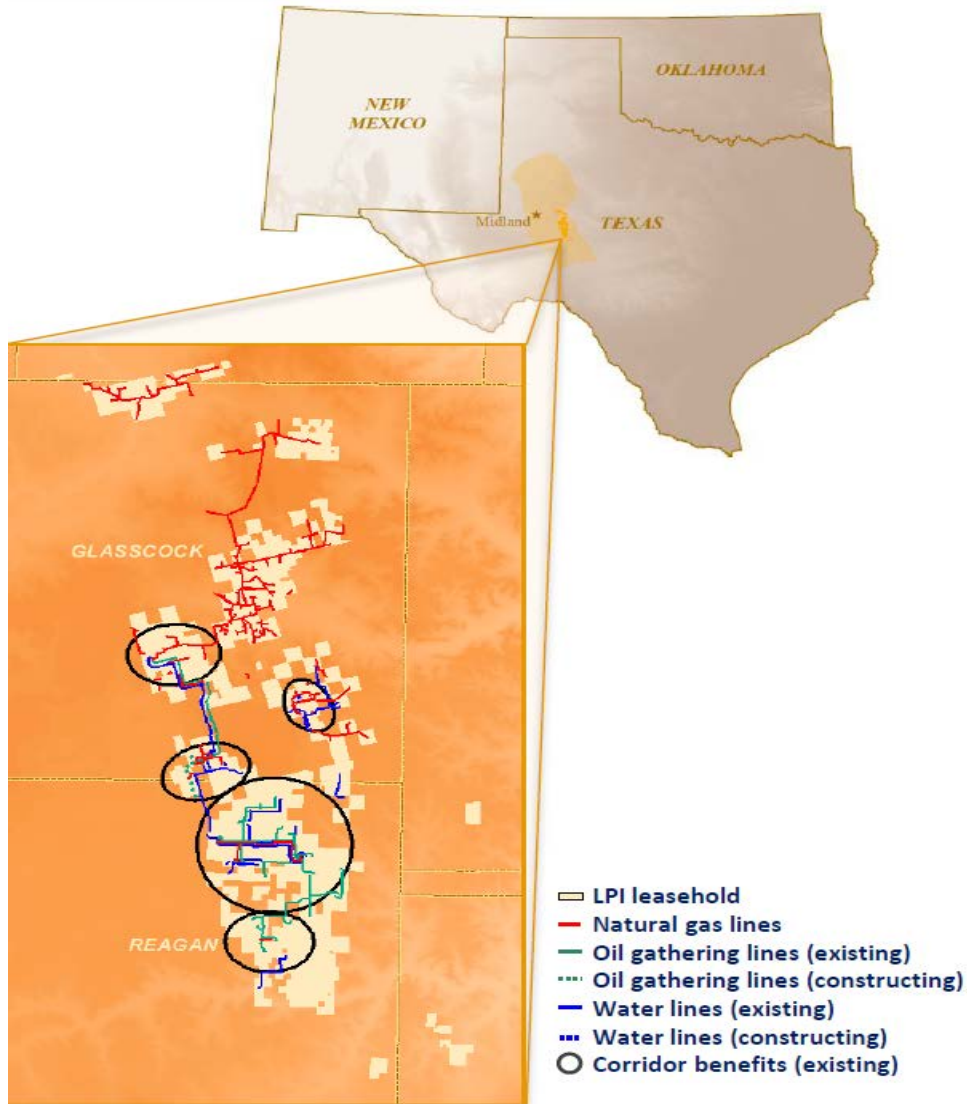 OKLAHOMA
NEW
MEXICO
Midland
TEXAS
GLASSCOCK
REAGAN
LPI leasehold
Natural gas lines
Oil gathering lines (existing)
Oil gathering lines (constructing)
Water lines (existing)
Water lines (constructing)
Corridor benefits (existing)